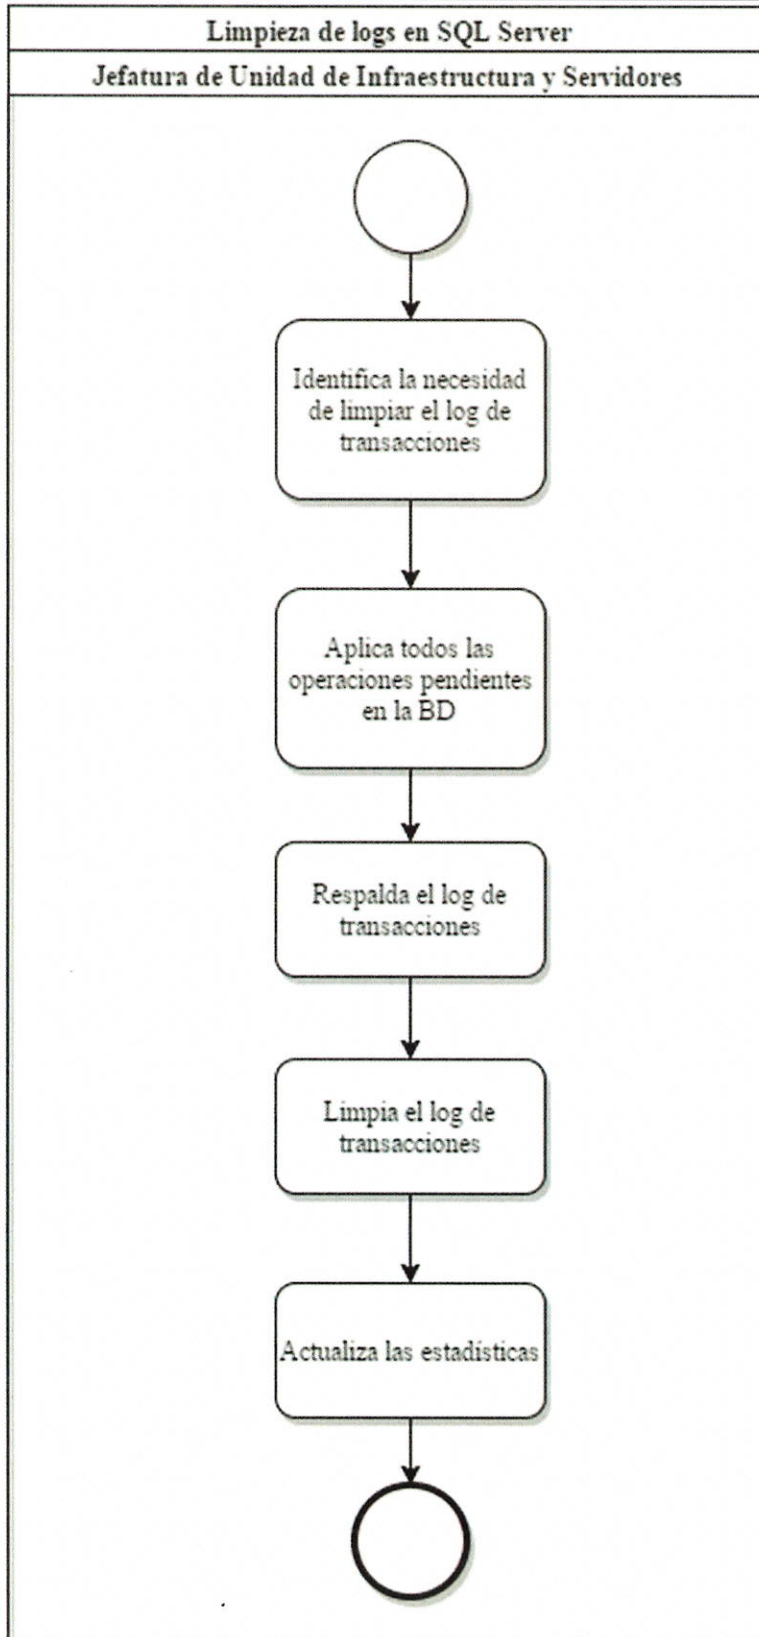 Limpieza de logs en SQL Server
Jefatura de Unidad de Infraestructura y Servidores
Identifica la necesidad
de limpiar el log de
transacciones
Aplica todos las
operaciones pendientes
en la BD
Respalda el log de
transacciones
Limpia el log de
transacciones
Actualiza las estadísticas